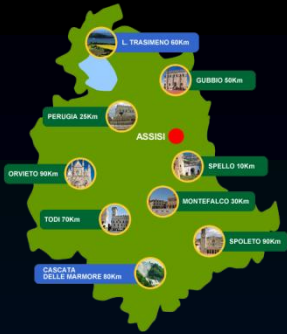 L. TRASIMENO 60Km
GUBBIO 50Km
PERUGIA 25Km
ASSISI
SPELLO 10Km
ORVIETO 90Km
MONTEFALCO 30Km
TODI 70Km
SPOLETO 90Km
CASCATA
DELLE MARMORE 80Km